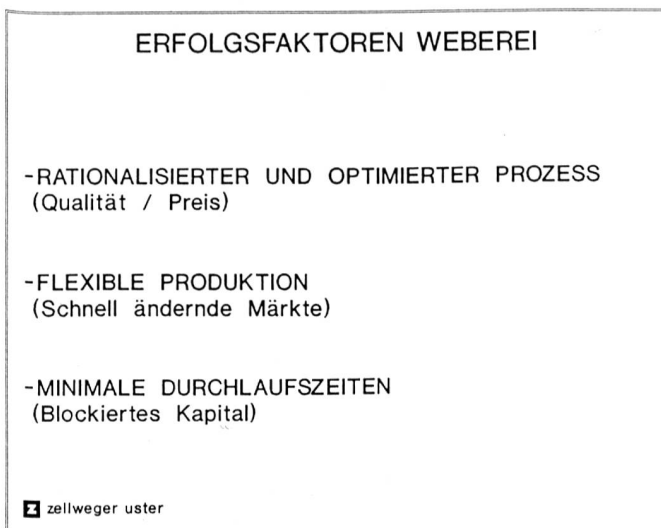 ERFOLGSFAKTOREN WEBEREI
-RATIONALISIERTER UND OPTIMIERTER PROZESS
(Qualität / Preis)
-FLEXIBLE PRODUKTION
(Schnell ändernde Märkte)
-MINIMALE DURCHLAUFSZEITEN
(Blockiertes Kapital)
z zellweger uster